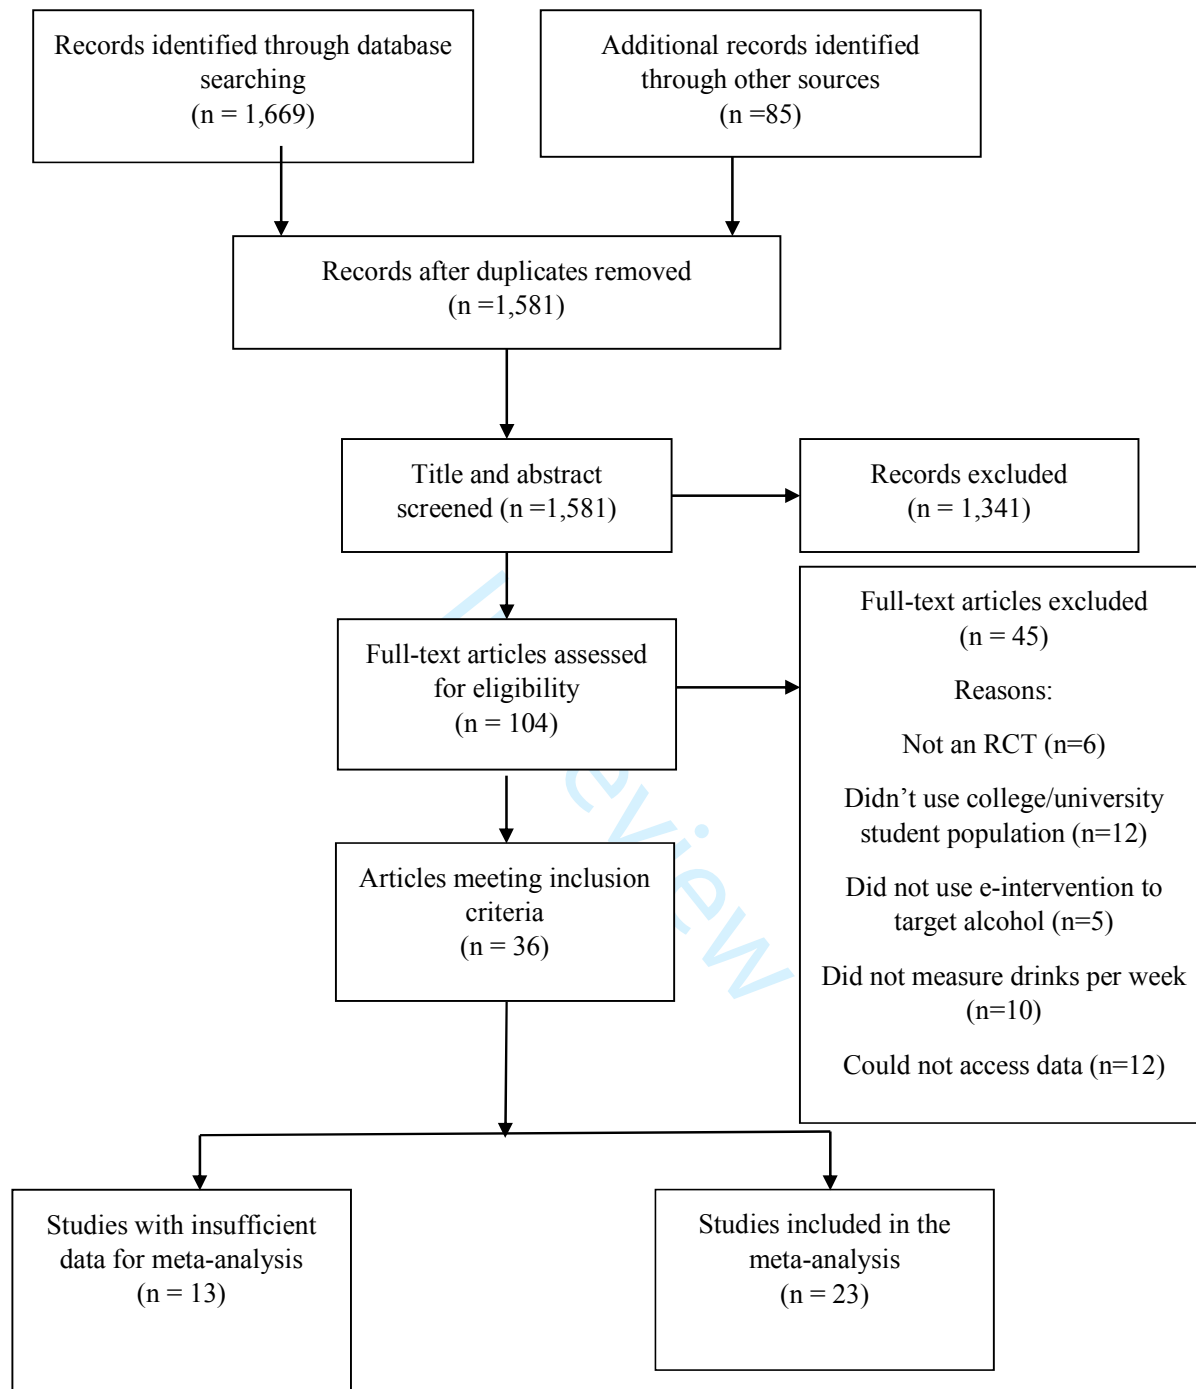 Records identified through database
searching
(n = 1,669)
Additional records identified
through other sources
(n =85)
Records after duplicates removed
(n =1,581)
Title and abstract
screened (n =1,581)
Records excluded
(n = 1,341)
Full-text articles assessed
for eligibility
(n = 104)
Full-text articles excluded
(n = 45)
Reasons:
Not an RCT (n=6)
Didn’t use college/university
student population (n=12)
Did not use e-intervention to
target alcohol (n=5)
Did not measure drinks per week
(n=10)
Could not access data (n=12)
Articles meeting inclusion
criteria
(n = 36)
Studies with insufficient
data for meta-analysis
(n = 13)
Studies included in the
meta-analysis
(n = 23)